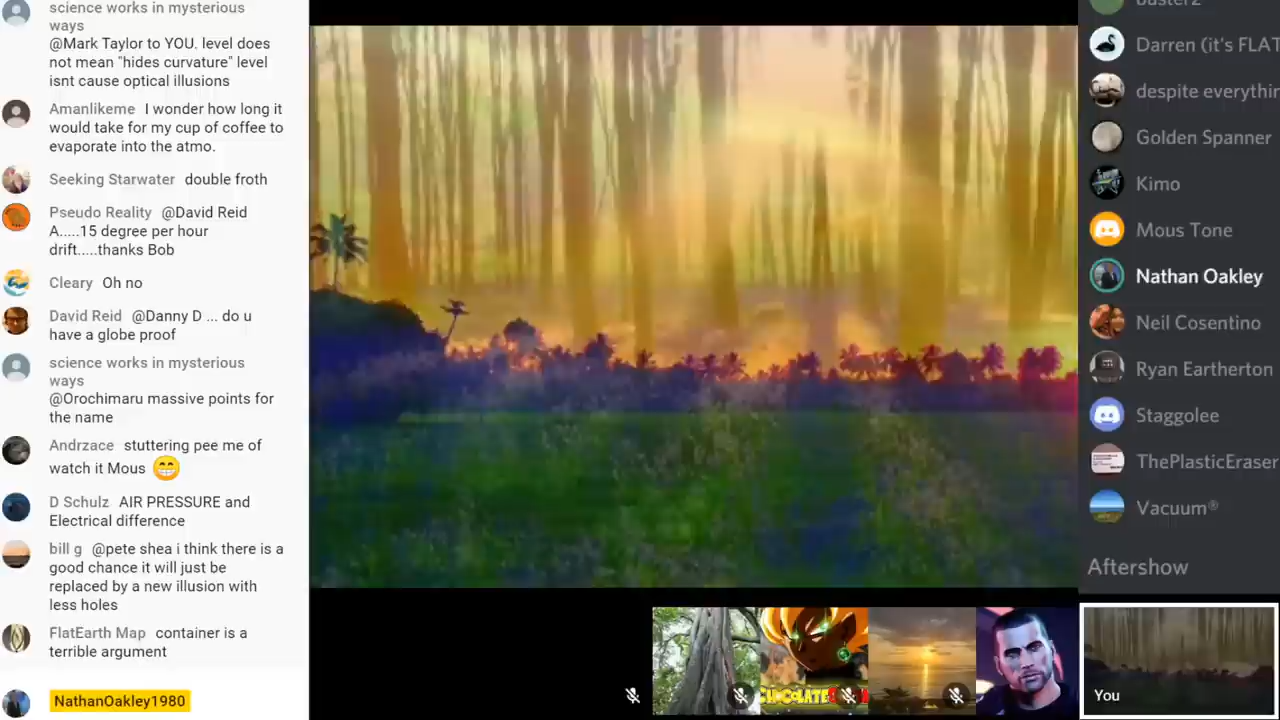 science works in mysterious
ways
@Mark Taylor to YOU. level does
not mean "hides curvature" level
isnt cause optical illusions
Amanlikeme I wonder how long it
would take for my cup of coffee to
evaporate into the atmo.
Seeking Starwater double froth
Pseudo Reality @David Reid
A.....15 degree per hour
drift.....thanks Bob
Cleary Oh no
David Reid @Danny D ... do u
have a globe proof
science works in mysterious
ways
@Orochimaru massive points for
the name
Andrzace stuttering pee me of
watch it Mous
D Schulz AIR PRESSURE and
Electrical difference
bill g @pete shea i think there is a
good chance it will just be
replaced by a new illusion with
less holes
FlatEarth Map container is a
terrible argument
NathanOakley1980
Darren (it's FLAT
despite everythin
Golden Spanner
Kimo
Mous Tone
Nathan Oakley
Neil Cosentino
Ryan Eartherton
Staggolee
ThePlasticEraser
Vacuum®
Aftershow
You